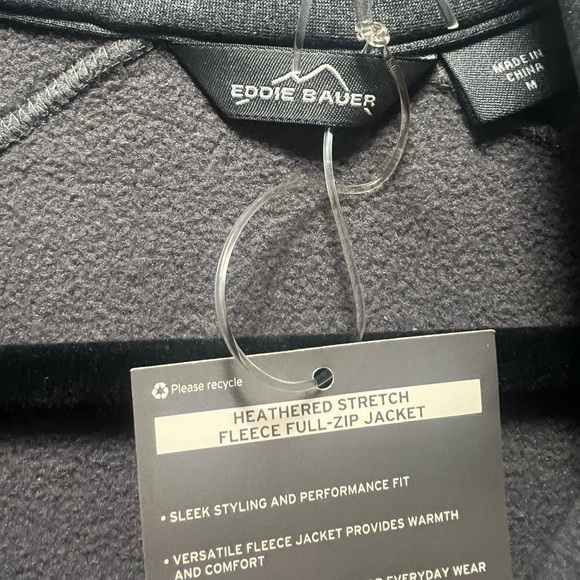 EDDIE BAUER
MADE IN
CHINA
M
Please recycle
HEATHERED STRETCH
FLEECE FULL-ZIP JACKET
• SLEEK STYLING AND PERFORMANCE FIT
• VERSATILE FLEECE JACKET PROVIDES WARMTH
AND COMFORT
EVERYDAY WEAR